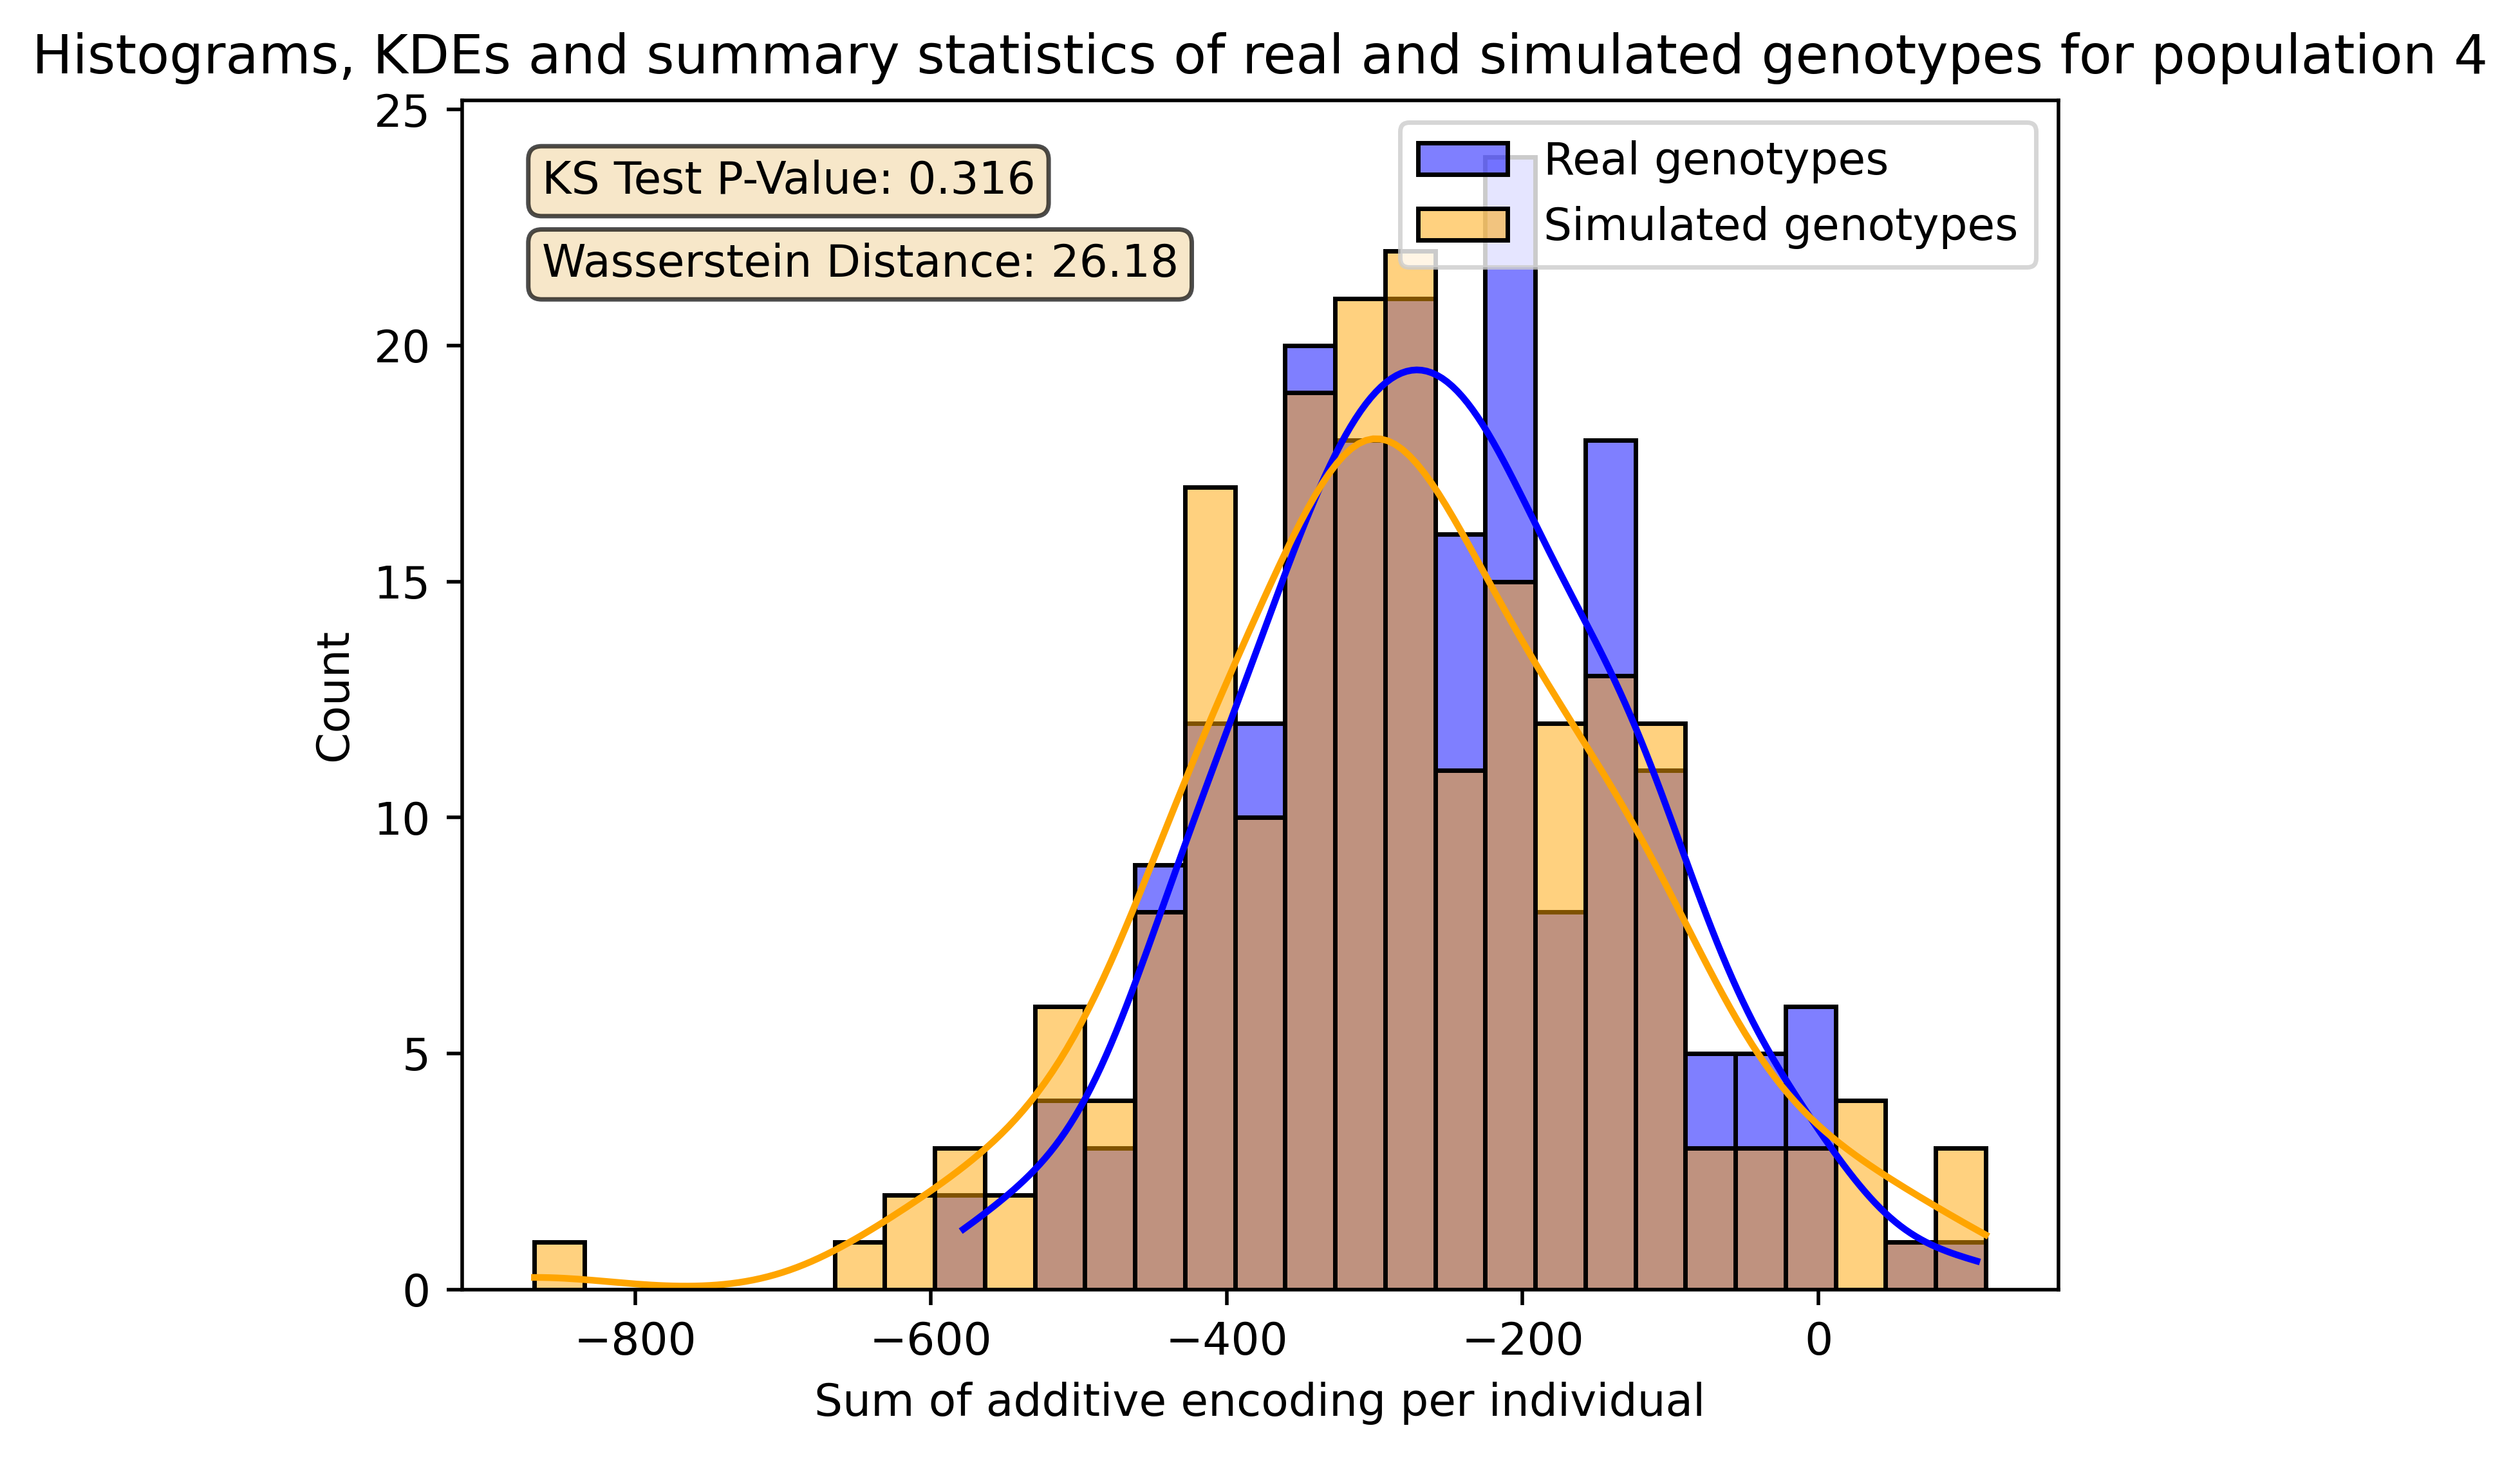 Histograms, KDEs and summary statistics of real and simulated genotypes for population 4
KS Test P-Value: 0.316
Wasserstein Distance: 26.18
Real genotypes
Simulated genotypes
25
20
15
10
5
0
Count
−800 −600 −400 −200 0
Sum of additive encoding per individual